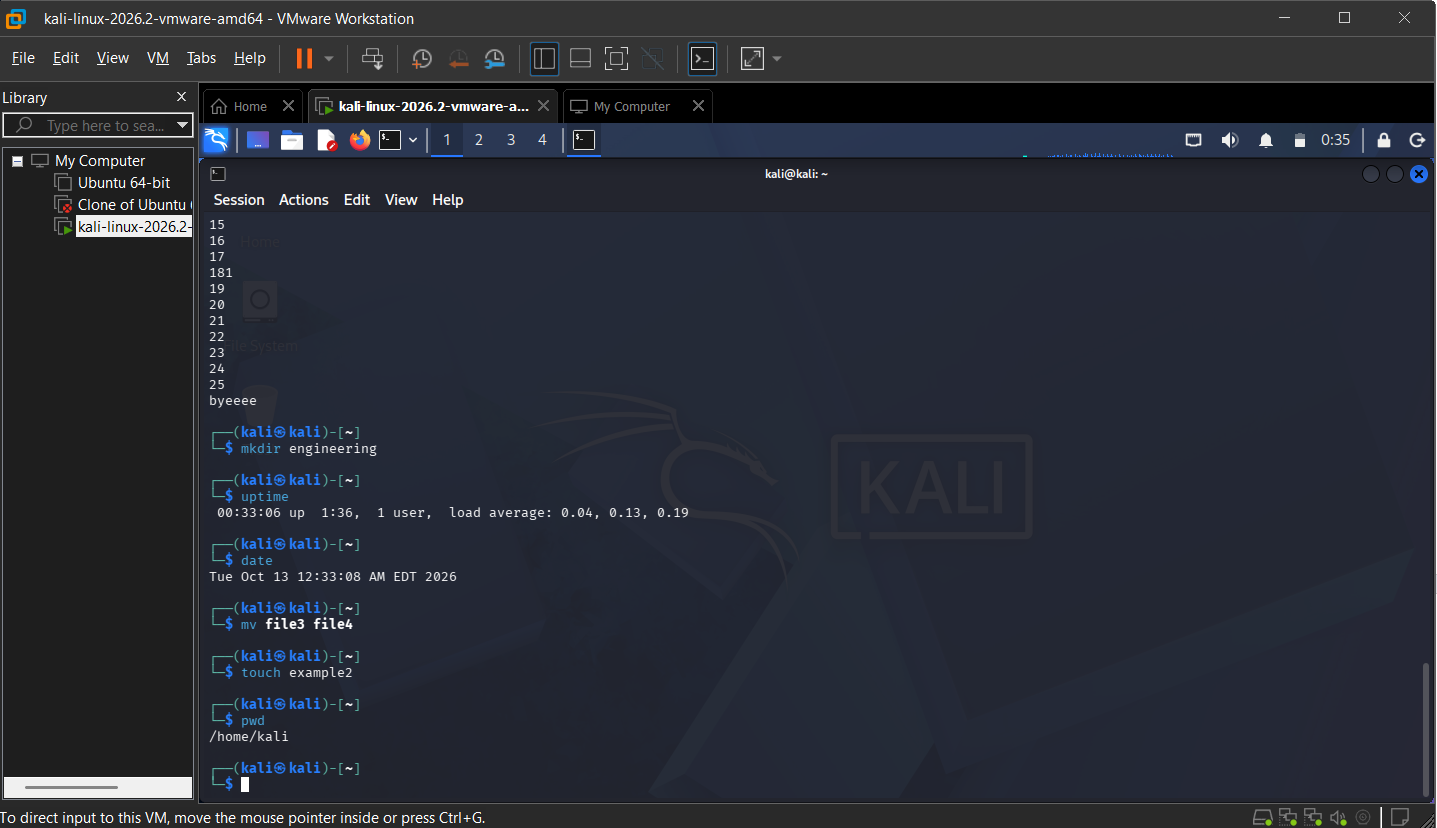 kali-linux-2026.2-vmware-amd64 - VMware Workstation
File Edit View VM Tabs Help
Library
Type here to sea...
My Computer
Ubuntu 64-bit
Clone of Ubuntu
kali-linux-2026.2-
Home
kali-linux-2026.2-vmware-a...
My Computer
1 2 3 4
0:35
kali@kali: ~
Session Actions Edit View Help
15
16
Home
17
181
19
20
21
22
File System
23
24
25
byeeee
┌──(kali㉿kali)-[~]
└─$ mkdir engineering
┌──(kali㉿kali)-[~]
└─$ uptime
00:33:06 up  1:36,  1 user,  load average: 0.04, 0.13, 0.19
┌──(kali㉿kali)-[~]
└─$ date
Tue Oct 13 12:33:08 AM EDT 2026
┌──(kali㉿kali)-[~]
└─$ mv file3 file4
┌──(kali㉿kali)-[~]
└─$ touch example2
┌──(kali㉿kali)-[~]
└─$ pwd
/home/kali
┌──(kali㉿kali)-[~]
└─$
KALI
To direct input to this VM, move the mouse pointer inside or press Ctrl+G.